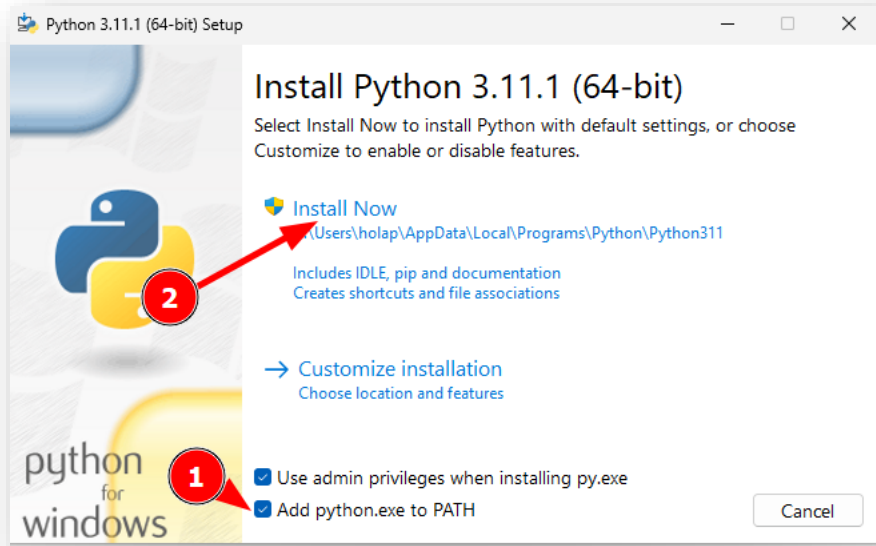 Python 3.11.1 (64-bit) Setup
Install Python 3.11.1 (64-bit)
Select Install Now to install Python with default settings, or choose
Customize to enable or disable features.
Install Now
\Users\holap\AppData\Local\Programs\Python\Python311
2
Includes IDLE, pip and documentation
Creates shortcuts and file associations
Customize installation
Choose location and features
python
for
windows
1
Use admin privileges when installing py.exe
Add python.exe to PATH
Cancel